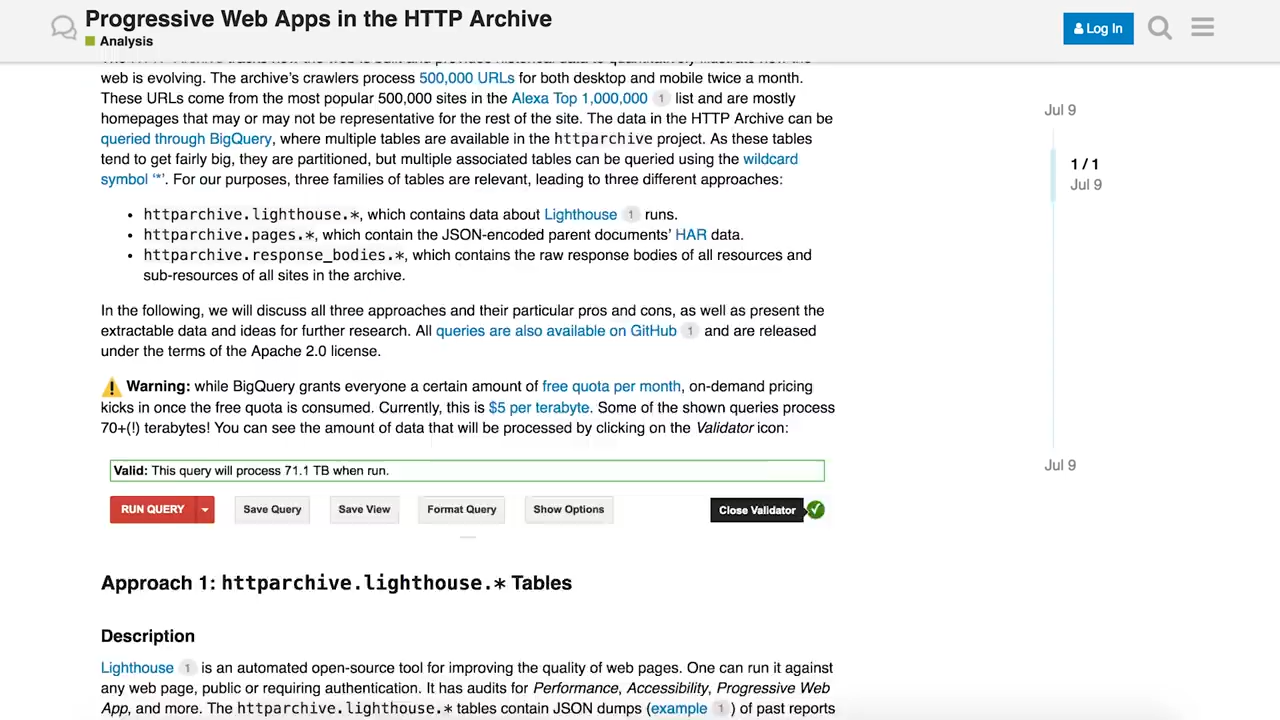 Progressive Web Apps in the HTTP Archive
Analysis
Log In
web is evolving. The archive's crawlers process 500,000 URLs for both desktop and mobile twice a month.
These URLs come from the most popular 500,000 sites in the Alexa Top 1,000,000 1 list and are mostly
homepages that may or may not be representative for the rest of the site. The data in the HTTP Archive can be
queried through BigQuery, where multiple tables are available in the httparchive project. As these tables
tend to get fairly big, they are partitioned, but multiple associated tables can be queried using the wildcard
symbol '*'. For our purposes, three families of tables are relevant, leading to three different approaches:
• httparchive.lighthouse.*, which contains data about Lighthouse 1 runs.
• httparchive.pages.*, which contain the JSON-encoded parent documents' HAR data.
• httparchive.response_bodies.*, which contains the raw response bodies of all resources and
sub-resources of all sites in the archive.
In the following, we will discuss all three approaches and their particular pros and cons, as well as present the
extractable data and ideas for further research. All queries are also available on GitHub 1 and are released
under the terms of the Apache 2.0 license.
⚠️ Warning: while BigQuery grants everyone a certain amount of free quota per month, on-demand pricing
kicks in once the free quota is consumed. Currently, this is $5 per terabyte. Some of the shown queries process
70+(!) terabytes! You can see the amount of data that will be processed by clicking on the Validator icon:
Valid: This query will process 71.1 TB when run.
RUN QUERY
Save Query
Save View
Format Query
Show Options
Close Validator
Approach 1: httparchive.lighthouse.* Tables
Description
Lighthouse 1 is an automated open-source tool for improving the quality of web pages. One can run it against
any web page, public or requiring authentication. It has audits for Performance, Accessibility, Progressive Web
App, and more. The httparchive.lighthouse.* tables contain JSON dumps (example 1 ) of past reports
Jul 9
1 / 1
Jul 9
Jul 9